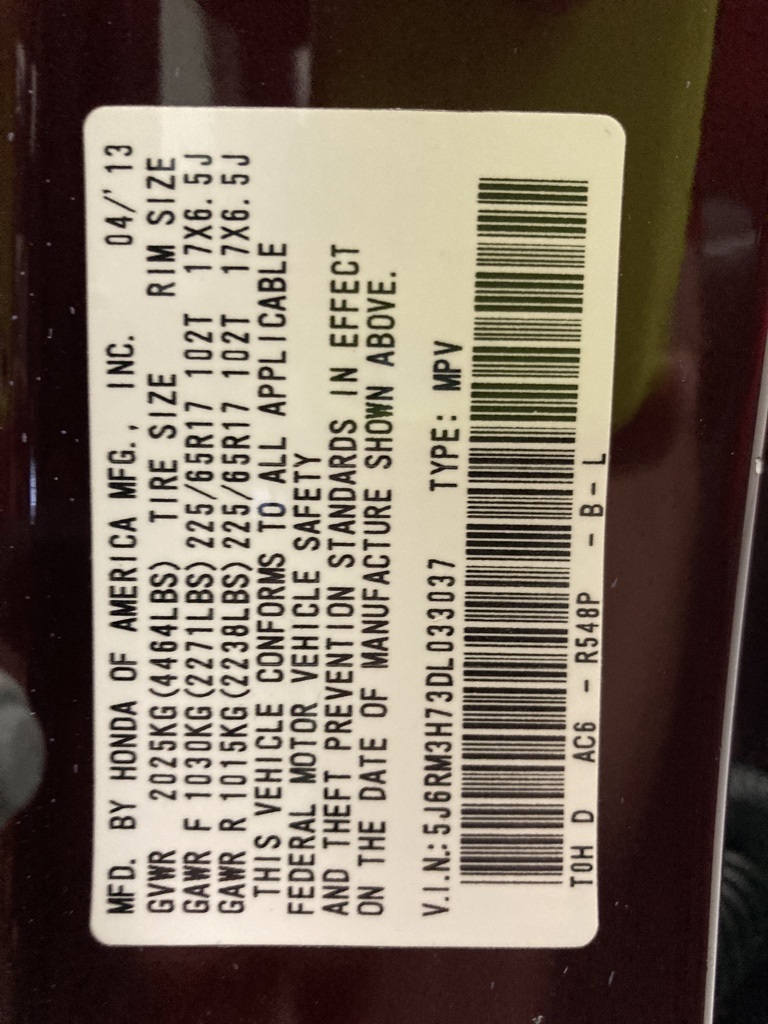 MFD. BY HONDA OF AMERICA MFG., INC. 04/'13
GVWR 2025KG(4464LBS) TIRE SIZE RIM SIZE
GAWR F 1030KG(2271LBS) 225/65R17 102T 17X6.5J
GAWR R 1015KG(2238LBS) 225/65R17 102T 17X6.5J
THIS VEHICLE CONFORMS TO ALL APPLICABLE
FEDERAL MOTOR VEHICLE SAFETY
AND THEFT PREVENTION STANDARDS IN EFFECT
ON THE DATE OF MANUFACTURE SHOWN ABOVE.
V.I.N.:5J6RM3H73DL033037 TYPE: MPV
T0H D AC6 - R548P - B - L